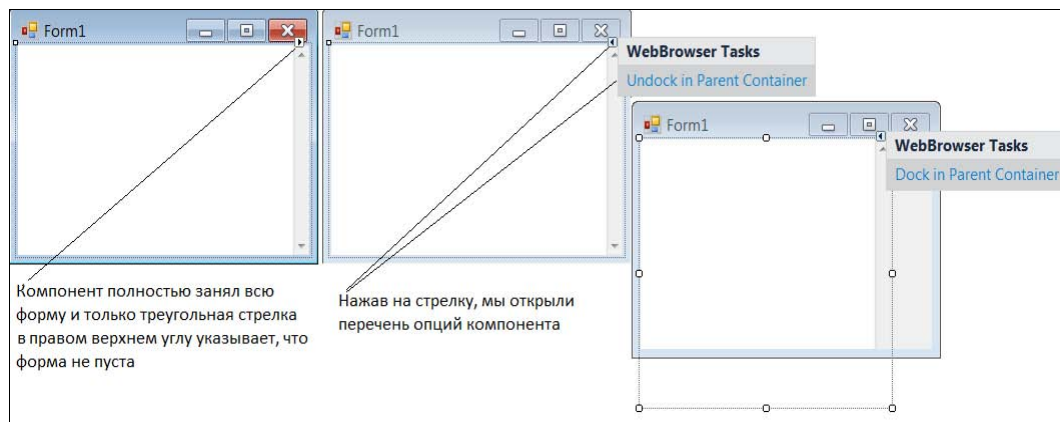 Form1
Form1
WebBrowser Tasks
Undock in Parent Container
Form1
WebBrowser Tasks
Dock in Parent Container
Компонент полностью занял всю
форму и только треугольная стрелка
в правом верхнем углу указывает, что
форма не пуста
Нажав на стрелку, мы открыли
перечень опций компонента